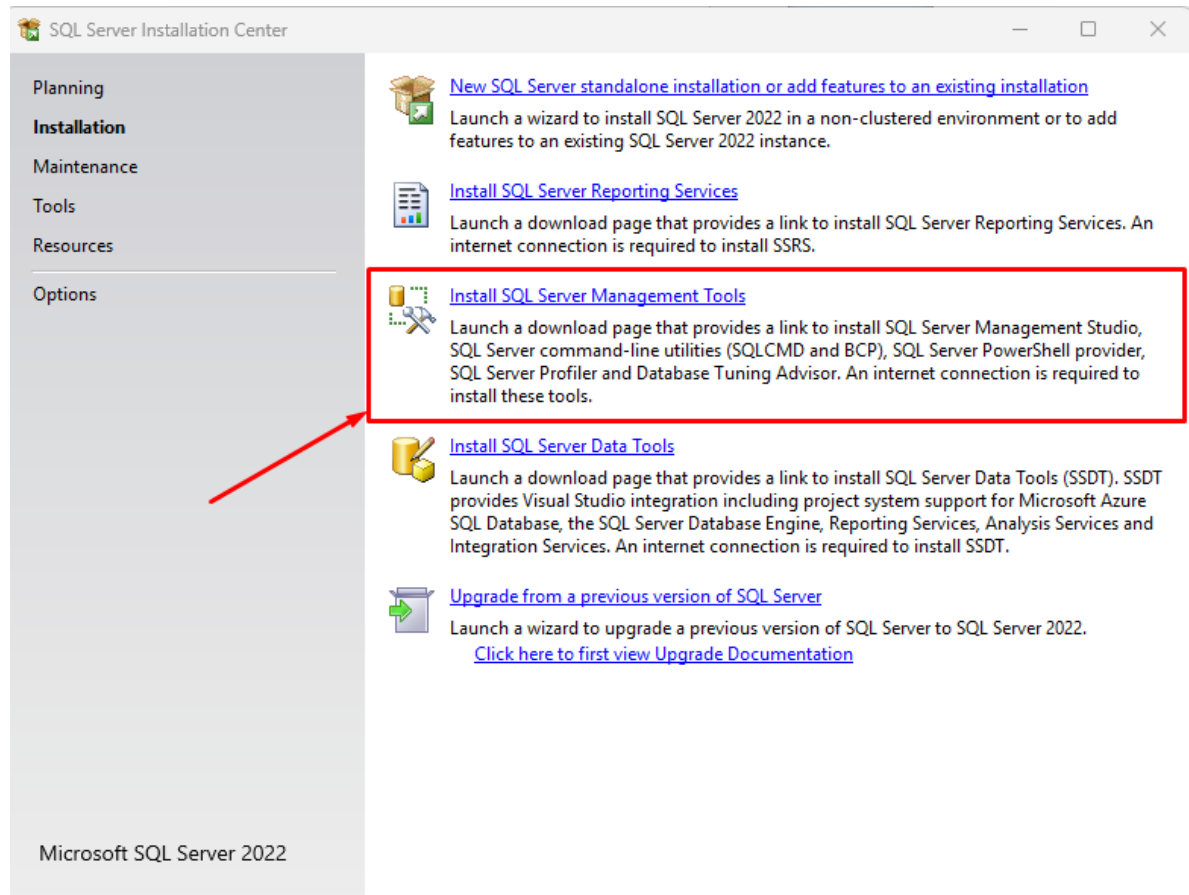 SQL Server Installation Center
Planning
Installation
Maintenance
Tools
Resources
Options
New SQL Server standalone installation or add features to an existing installation
Launch a wizard to install SQL Server 2022 in a non-clustered environment or to add
features to an existing SQL Server 2022 instance.
Install SQL Server Reporting Services
Launch a download page that provides a link to install SQL Server Reporting Services. An
internet connection is required to install SSRS.
Install SQL Server Management Tools
Launch a download page that provides a link to install SQL Server Management Studio,
SQL Server command-line utilities (SQLCMD and BCP), SQL Server PowerShell provider,
SQL Server Profiler and Database Tuning Advisor. An internet connection is required to
install these tools.
Install SQL Server Data Tools
Launch a download page that provides a link to install SQL Server Data Tools (SSDT). SSDT
provides Visual Studio integration including project system support for Microsoft Azure
SQL Database, the SQL Server Database Engine, Reporting Services, Analysis Services and
Integration Services. An internet connection is required to install SSDT.
Upgrade from a previous version of SQL Server
Launch a wizard to upgrade a previous version of SQL Server to SQL Server 2022.
Click here to first view Upgrade Documentation
Microsoft SQL Server 2022